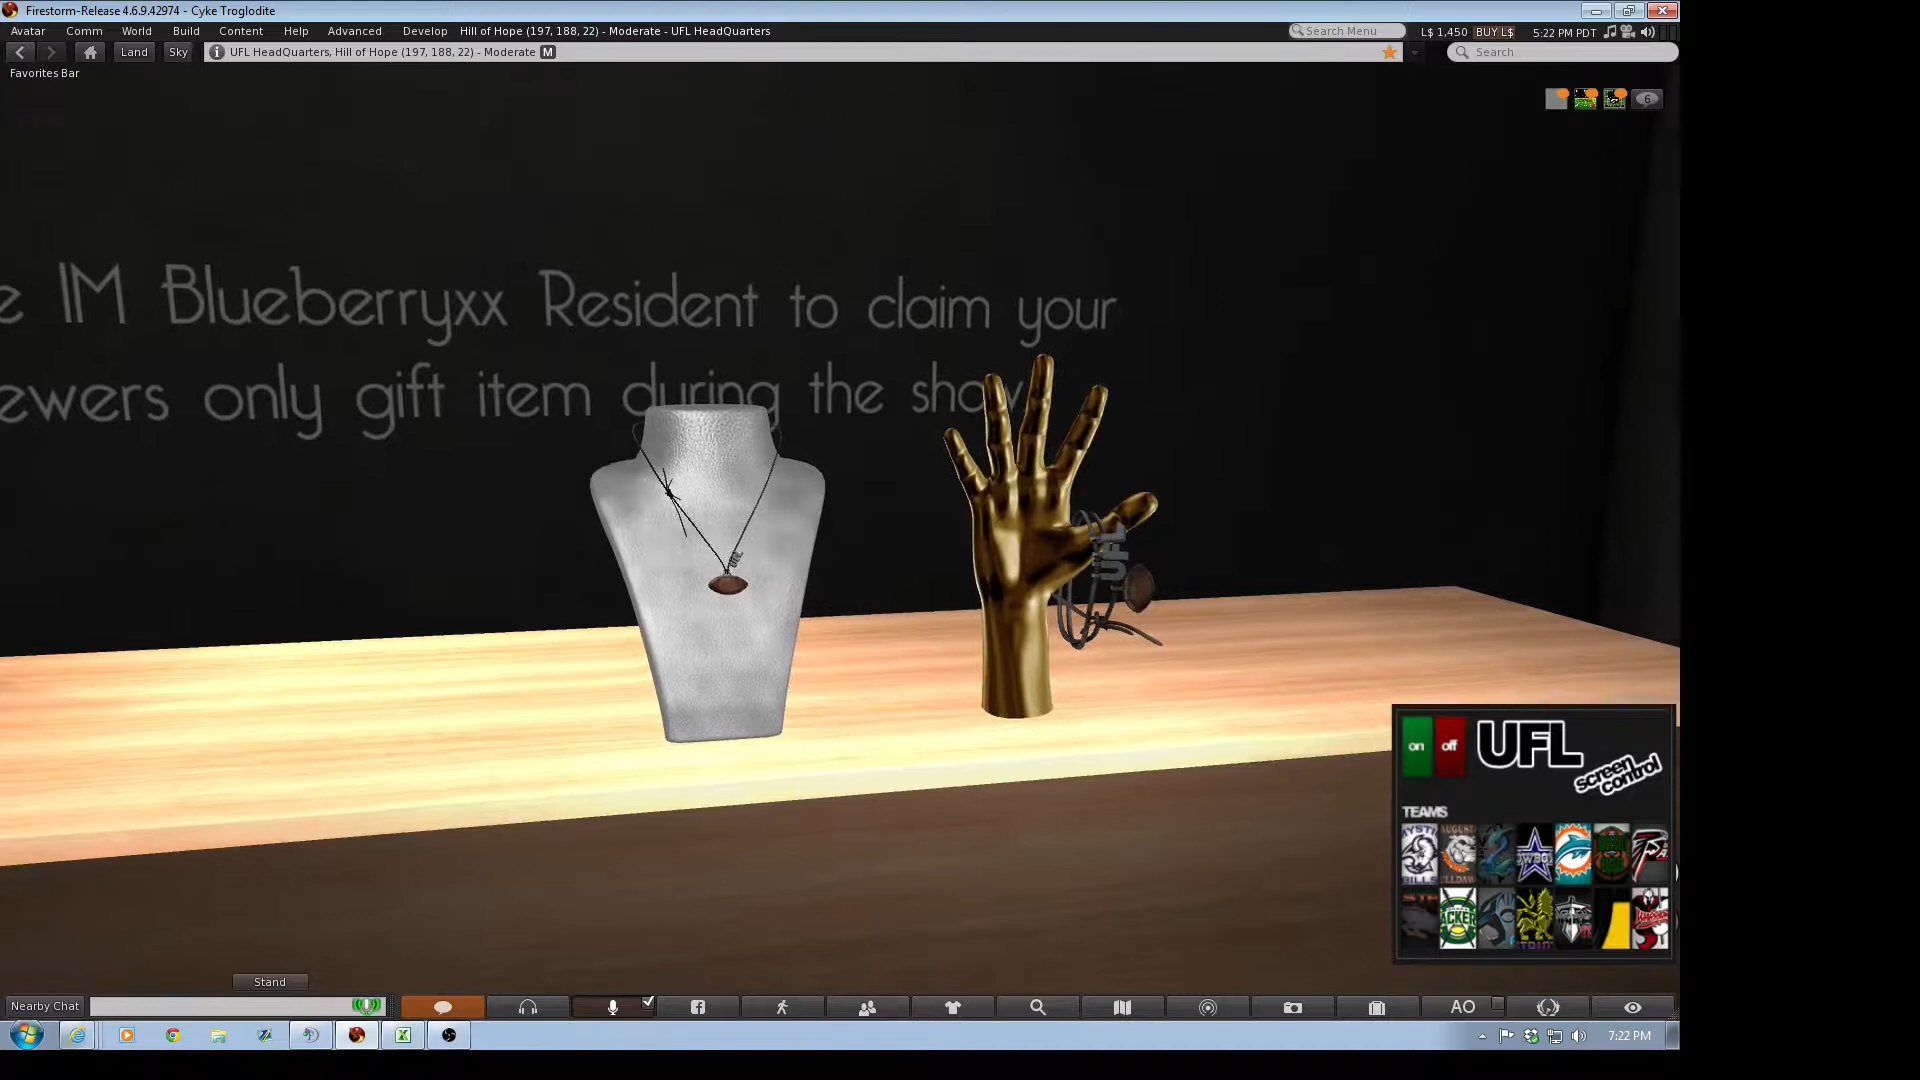 Firestorm-Release 4.6.9.42974 - Cyke Troglodite
Avatar Comm World Build Content Help Advanced Develop Hill of Hope (197, 188, 22) - Moderate - UFL HeadQuarters Search Menu L$ 1,450 BUY L$ 5:22 PM PDT
Land Sky UFL HeadQuarters, Hill of Hope (197, 188, 22) - Moderate M Search
Favorites Bar
6
e IM Blueberryxx Resident to claim your
ewers only gift item during the show
UFL
UFL
on off UFL
screen control
TEAMS
BILLS
Stand
Nearby Chat AO
7:22 PM